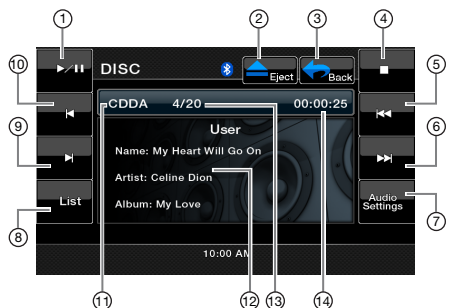 ① ② ③ ④
DISC Eject Back
⑩ ⑤
CDDA 4/20 00:00:25
User
⑨ ⑥
Name: My Heart Will Go On
Artist: Celine Dion
List Audio Settings
Album: My Love
⑧ ⑦
10:00 AM
⑪ ⑫ ⑬ ⑭